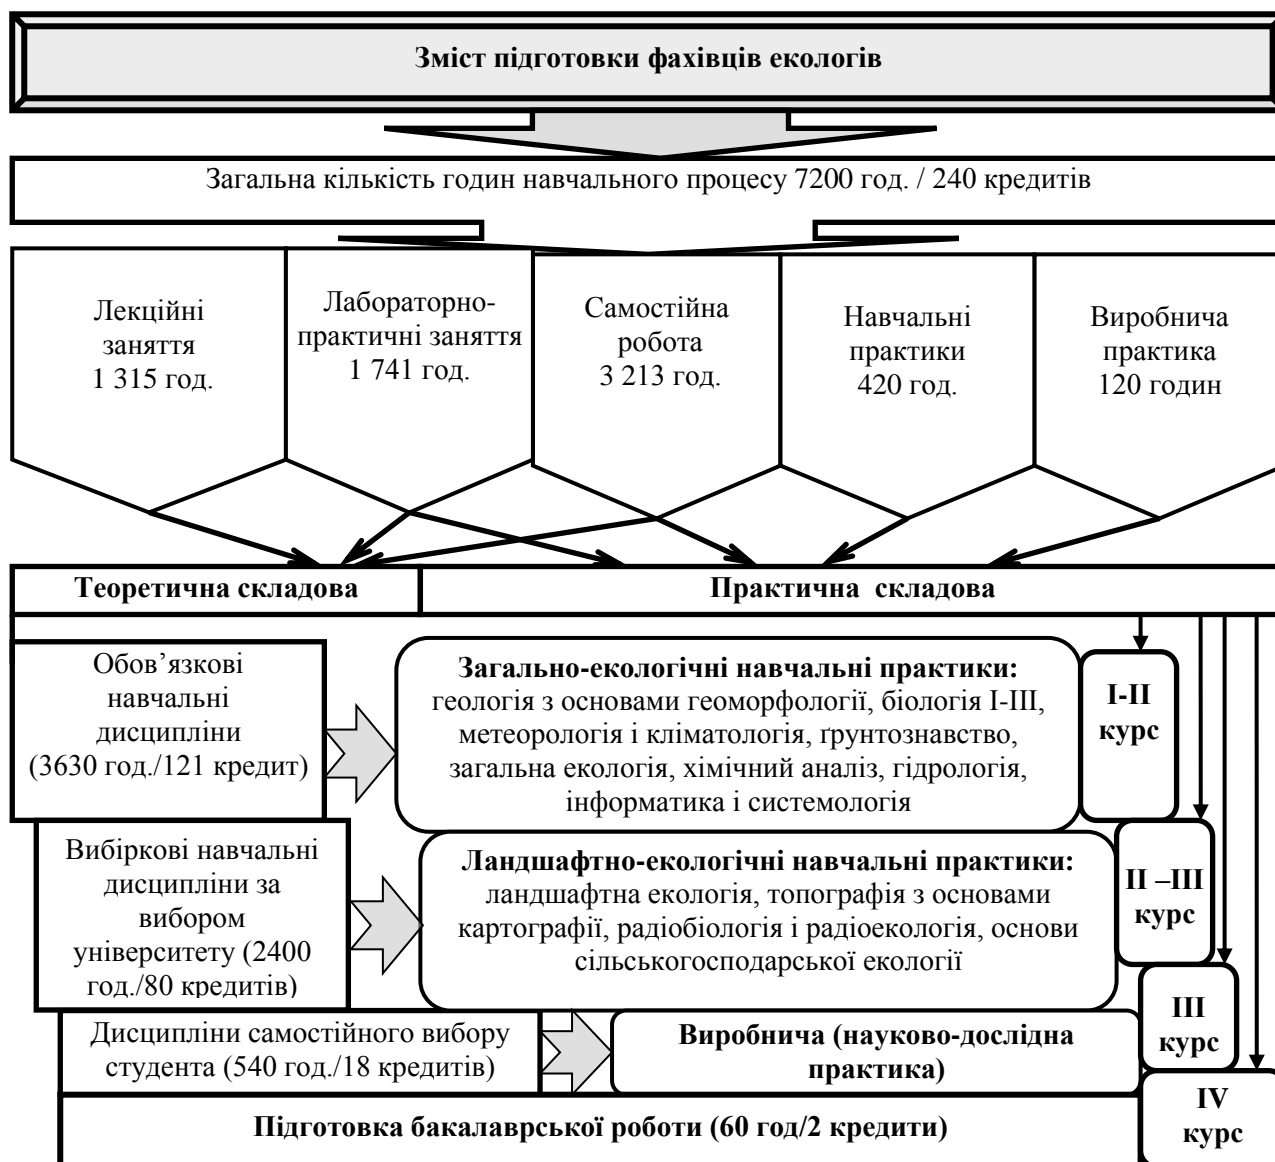 Зміст підготовки фахівців екологів
Загальна кількість годин навчального процесу 7200 год. / 240 кредитів
Лекційні
заняття
1 315 год.
Лабораторно-
практичні заняття
1 741 год.
Самостійна
робота
3 213 год.
Навчальні
практики
420 год.
Виробнича
практика
120 годин
Теоретична складова
Практична складова
Обов’язкові
навчальні
дисципліни
(3630 год./121 кредит)
Загально-екологічні навчальні практики:
геологія з основами геоморфології, біологія І-ІІІ,
метеорологія і кліматологія, ґрунтознавство,
загальна екологія, хімічний аналіз, гідрологія,
інформатика і системологія
І-ІІ
курс
Вибіркові навчальні
дисципліни за
вибором
університету (2400
год./80 кредитів)
Ландшафтно-екологічні навчальні практики:
ландшафтна екологія, топографія з основами
картографії, радіобіологія і радіоекологія, основи
сільськогосподарської екології
ІІ –ІІІ
курс
Дисципліни самостійного вибору
студента (540 год./18 кредитів)
Виробнича (науково-дослідна
практика)
ІІІ
курс
Підготовка бакалаврської роботи (60 год/2 кредити)
IV
курс